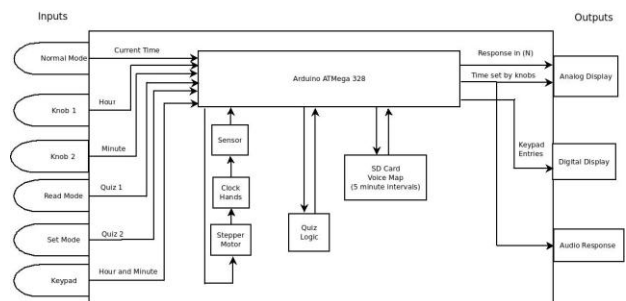 Inputs
Outputs
Normal Mode
Current Time
Response in (N)
Arduino ATMega 328
Time set by knobs
Analog Display
Knob 1
Hour
Knob 2
Minute
Sensor
Keypad
Entries
Digital Display
SD Card
Voice Map
(5 minute intervals)
Read Mode
Quiz 1
Clock
Hands
Set Mode
Quiz 2
Stepper
Motor
Quiz
Logic
Audio Response
Keypad
Hour and Minute